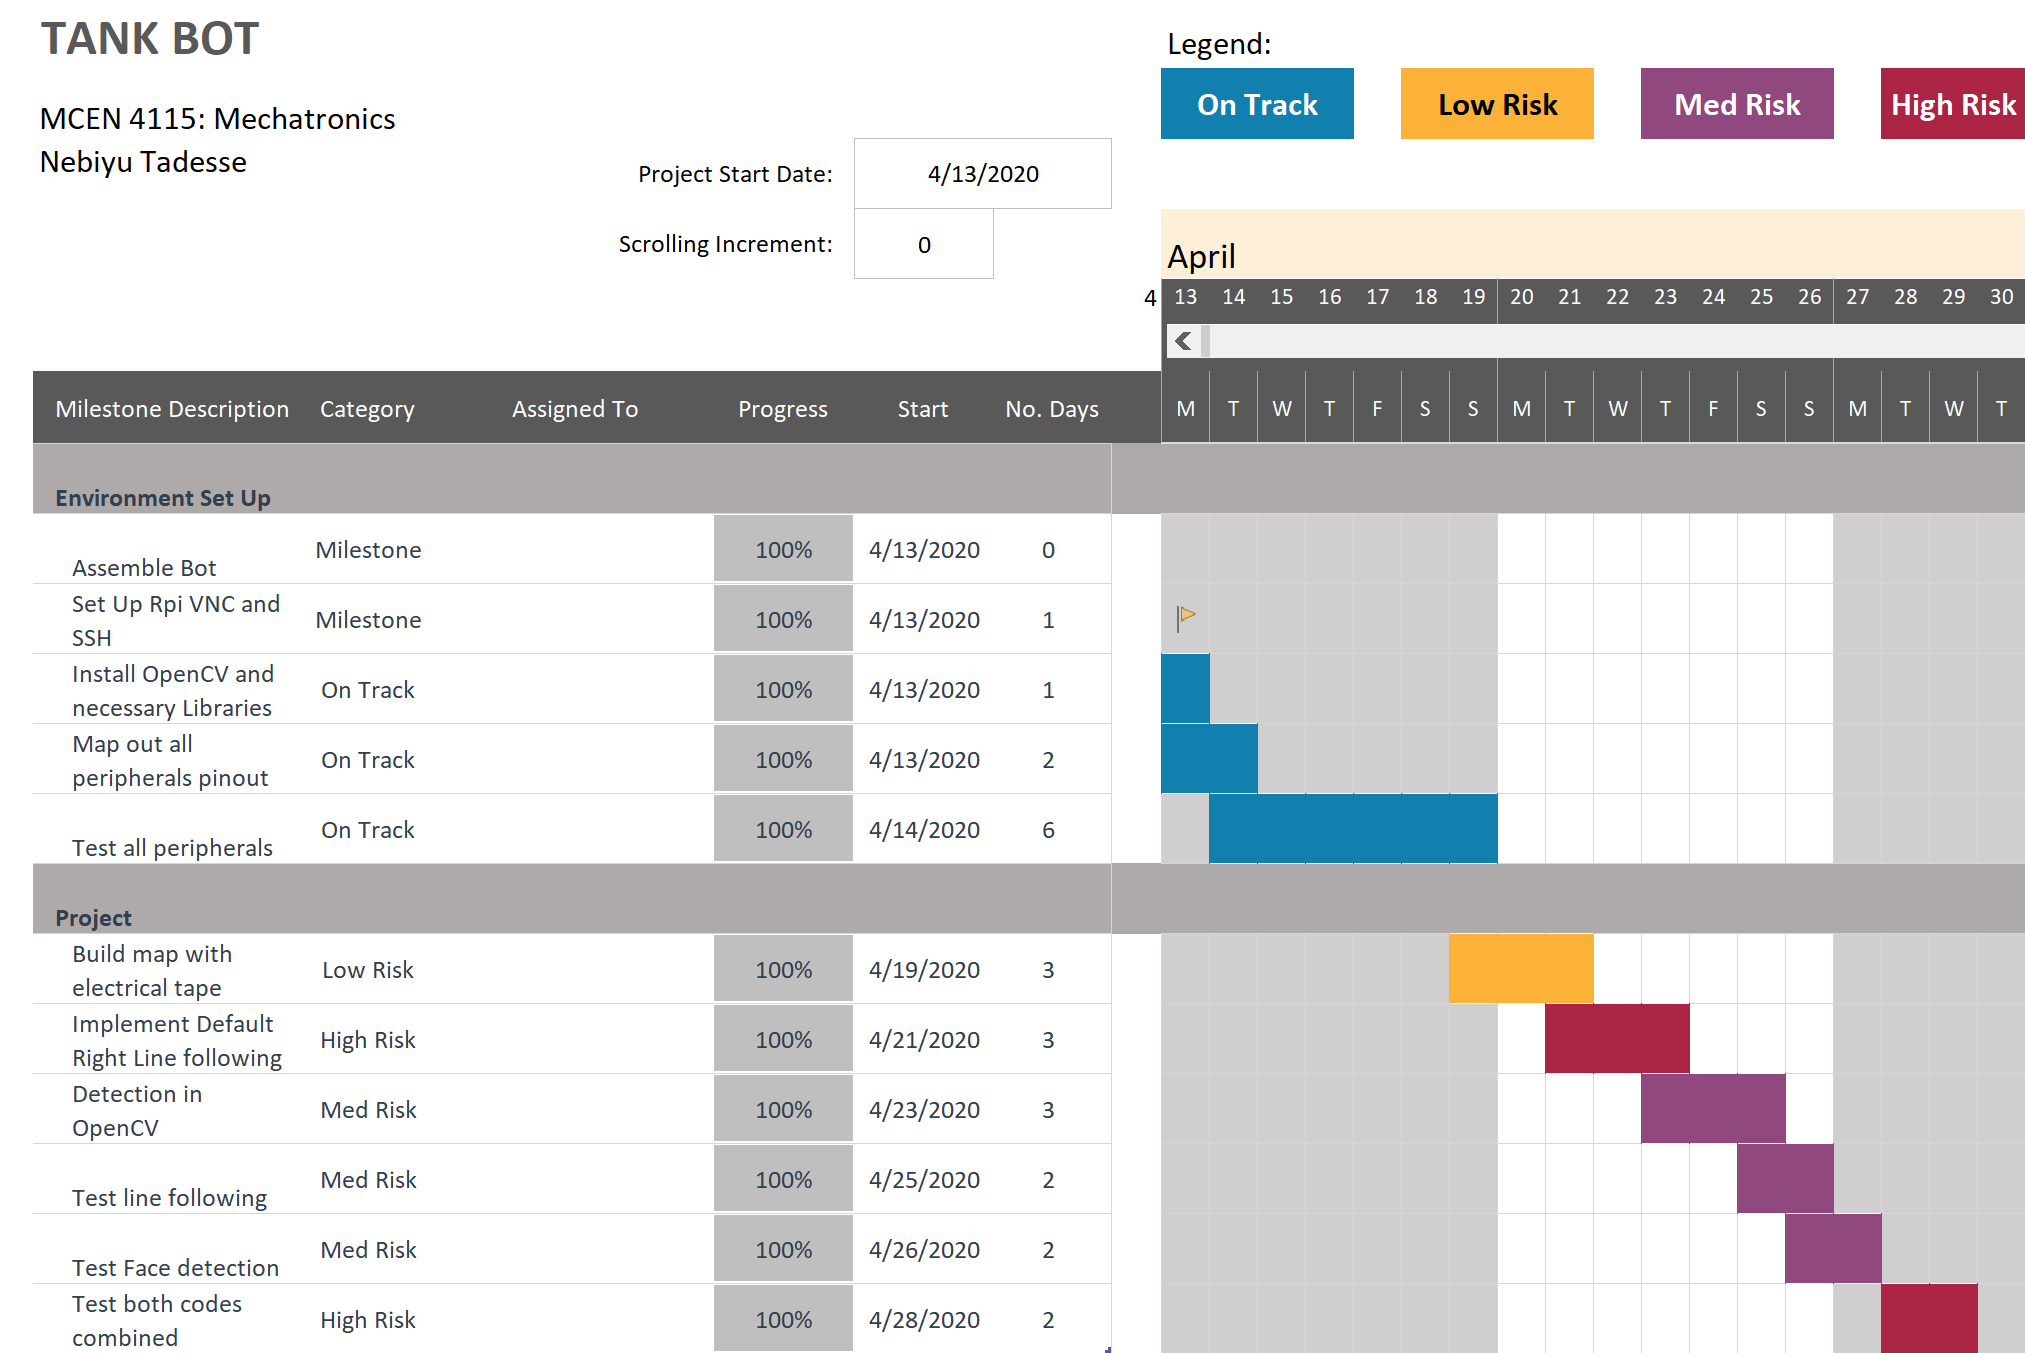 TANK BOT
MCEN 4115: Mechatronics
Nebiyu Tadesse
Project Start Date: 4/13/2020
Scrolling Increment: 0
Legend:
On Track Low Risk Med Risk High Risk
April
4 13 14 15 16 17 18 19 20 21 22 23 24 25 26 27 28 29 30
Milestone Description Category Assigned To Progress Start No. Days M T W T F S S M T W T F S S M T W T
Environment Set Up
Assemble Bot Milestone 100% 4/13/2020 0
Set Up Rpi VNC and
SSH Milestone 100% 4/13/2020 1
Install OpenCV and
necessary Libraries On Track 100% 4/13/2020 1
Map out all
peripherals pinout On Track 100% 4/13/2020 2
Test all peripherals On Track 100% 4/14/2020 6
Project
Build map with
electrical tape Low Risk 100% 4/19/2020 3
Implement Default
Right Line following High Risk 100% 4/21/2020 3
Detection in
OpenCV Med Risk 100% 4/23/2020 3
Test line following Med Risk 100% 4/25/2020 2
Test Face detection Med Risk 100% 4/26/2020 2
Test both codes
combined High Risk 100% 4/28/2020 2